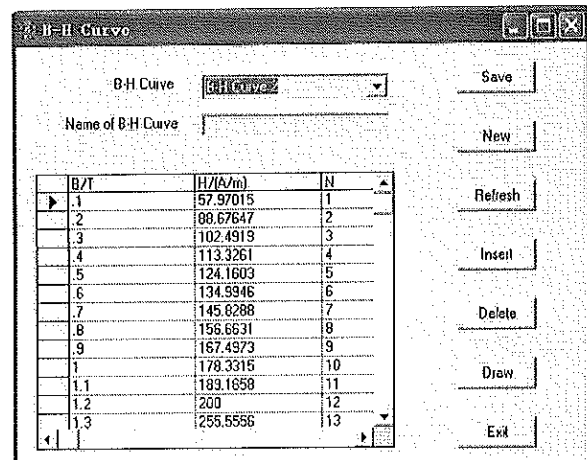 B-H Curve
B-H Curve B-H Curve 2 Save
Name of B-H Curve New
B/T H/(A/m) N
.1 57.97015 1
.2 88.67647 2
.3 102.4919 3
.4 113.3261 4
.5 124.1603 5
.6 134.9946 6
.7 145.8288 7
.8 156.6631 8
.9 167.4973 9
1 178.3315 10
1.1 189.1658 11
1.2 200 12
1.3 255.5556 13
Refresh
Insert
Delete
Draw
Exit